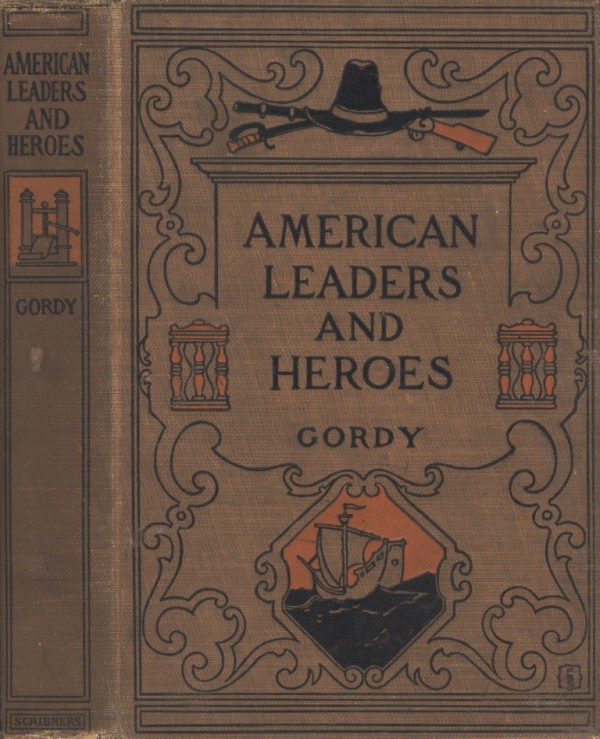 AMERICAN
LEADERS
AND
HEROES
GORDY
SCRIBNERS
AMERICAN
LEADERS
AND
HEROES
GORDY